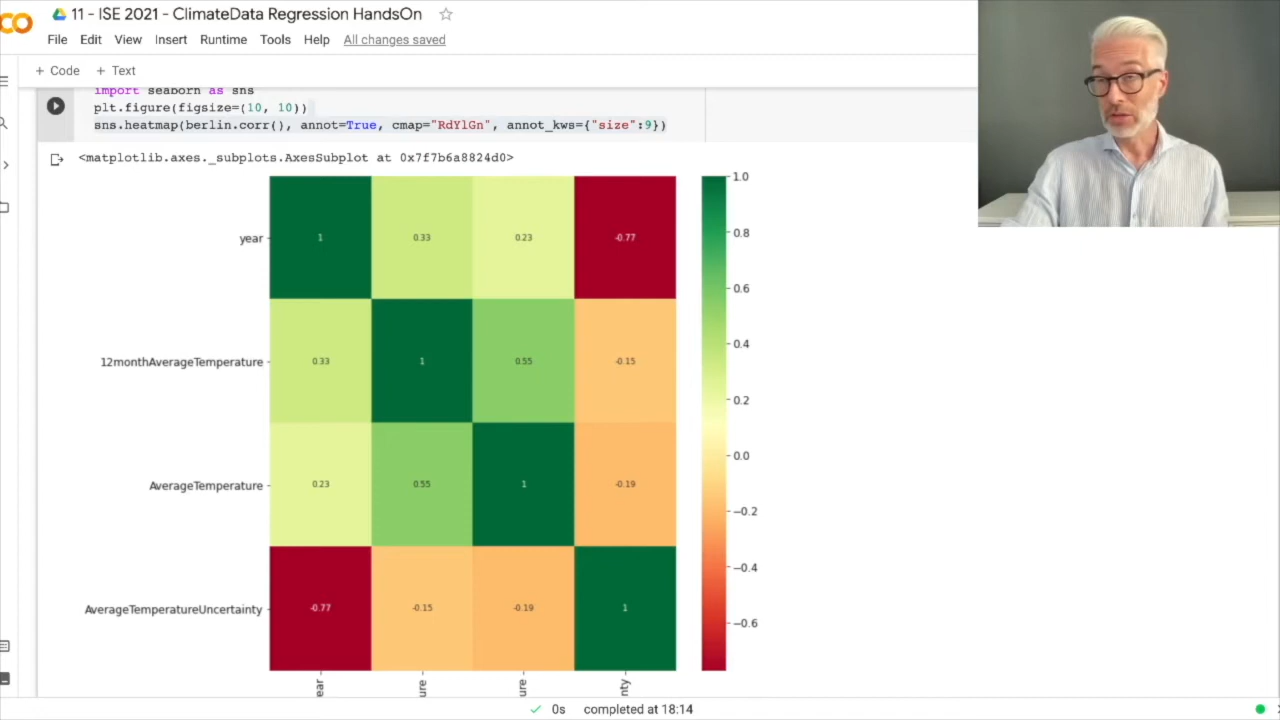 CO
11 - ISE 2021 - ClimateData Regression HandsOn
File Edit View Insert Runtime Tools Help All changes saved
+ Code + Text
import seaborn as sns
plt.figure(figsize=(10, 10))
sns.heatmap(berlin.corr(), annot=True, cmap="RdYlGn", annot_kws={"size":9})
<matplotlib.axes._subplots.AxesSubplot at 0x7f7b6a8824d0>
1.0
year 1 0.33 0.23 -0.77
0.8
0.6
12monthAverageTemperature 0.33 1 0.55 -0.15
0.4
0.2
0.0
AverageTemperature 0.23 0.55 1 -0.19
-0.2
-0.4
AverageTemperatureUncertainty -0.77 -0.15 -0.19 1
-0.6
ear ure ure nty
0s completed at 18:14